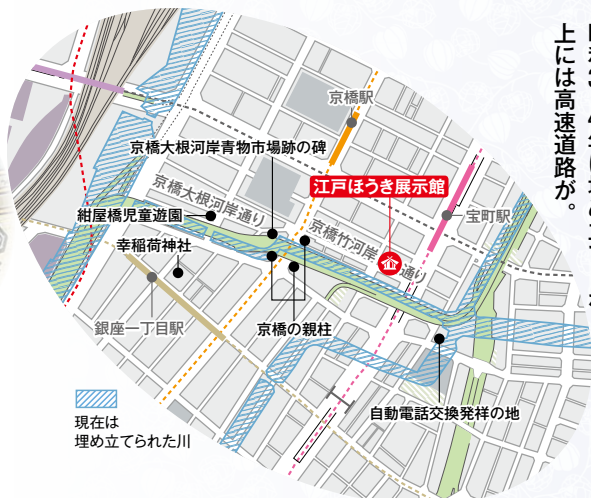 上には高速道路が。
京橋駅
京橋大根河岸青物市場跡の碑
江戸ほうき展示館
京橋大根河岸通り
紺屋橋児童遊園
京橋竹河岸通り
宝町駅
幸稲荷神社
銀座一丁目駅
京橋の親柱
自動電話交換発祥の地
現在は
埋め立てられた川